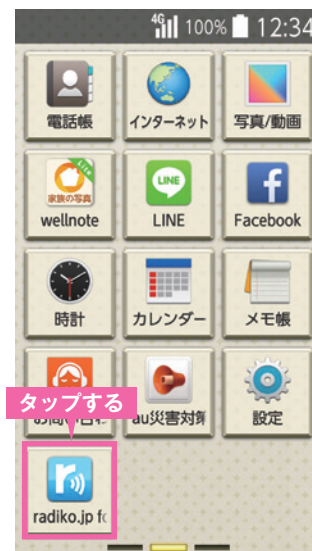 4G 100% 12:34
電話帳 インターネット 写真/動画
家族の写真 Lite
wellnote LINE LINE Facebook
時計 カレンダー メモ帳
タップする
au災害対策 設定
radiko.jp fo